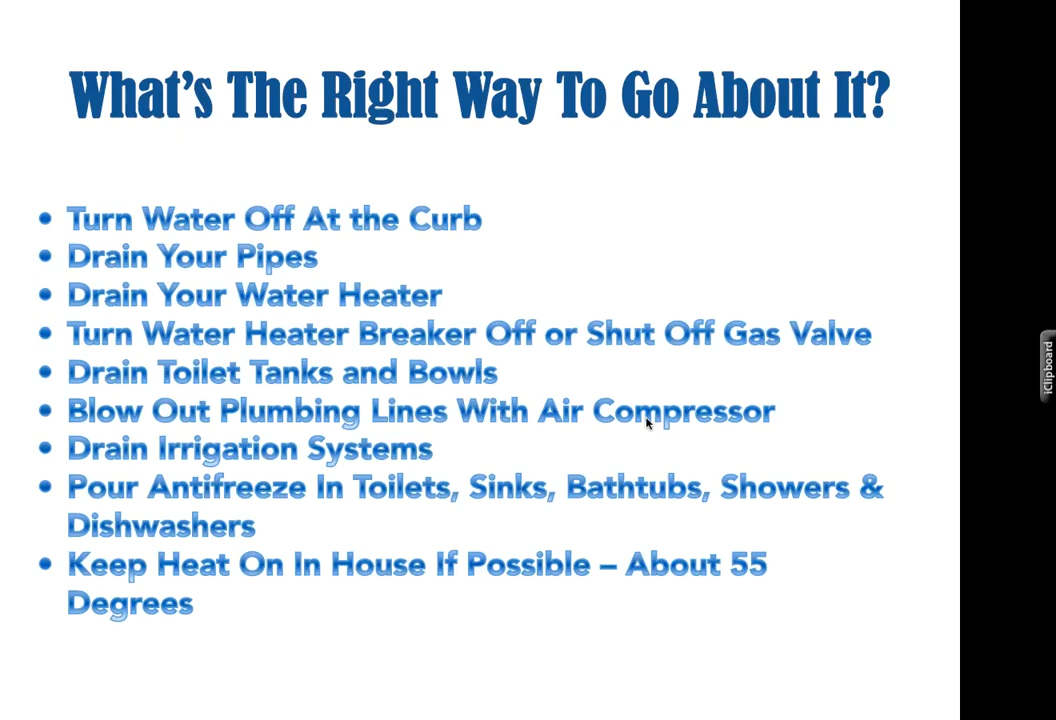 What's The Right Way To Go About It?
• Turn Water Off At the Curb
• Drain Your Pipes
• Drain Your Water Heater
• Turn Water Heater Breaker Off or Shut Off Gas Valve
• Drain Toilet Tanks and Bowls
• Blow Out Plumbing Lines With Air Compressor
• Drain Irrigation Systems
• Pour Antifreeze In Toilets, Sinks, Bathtubs, Showers &
Dishwashers
• Keep Heat On In House If Possible – About 55
Degrees
iClipboard